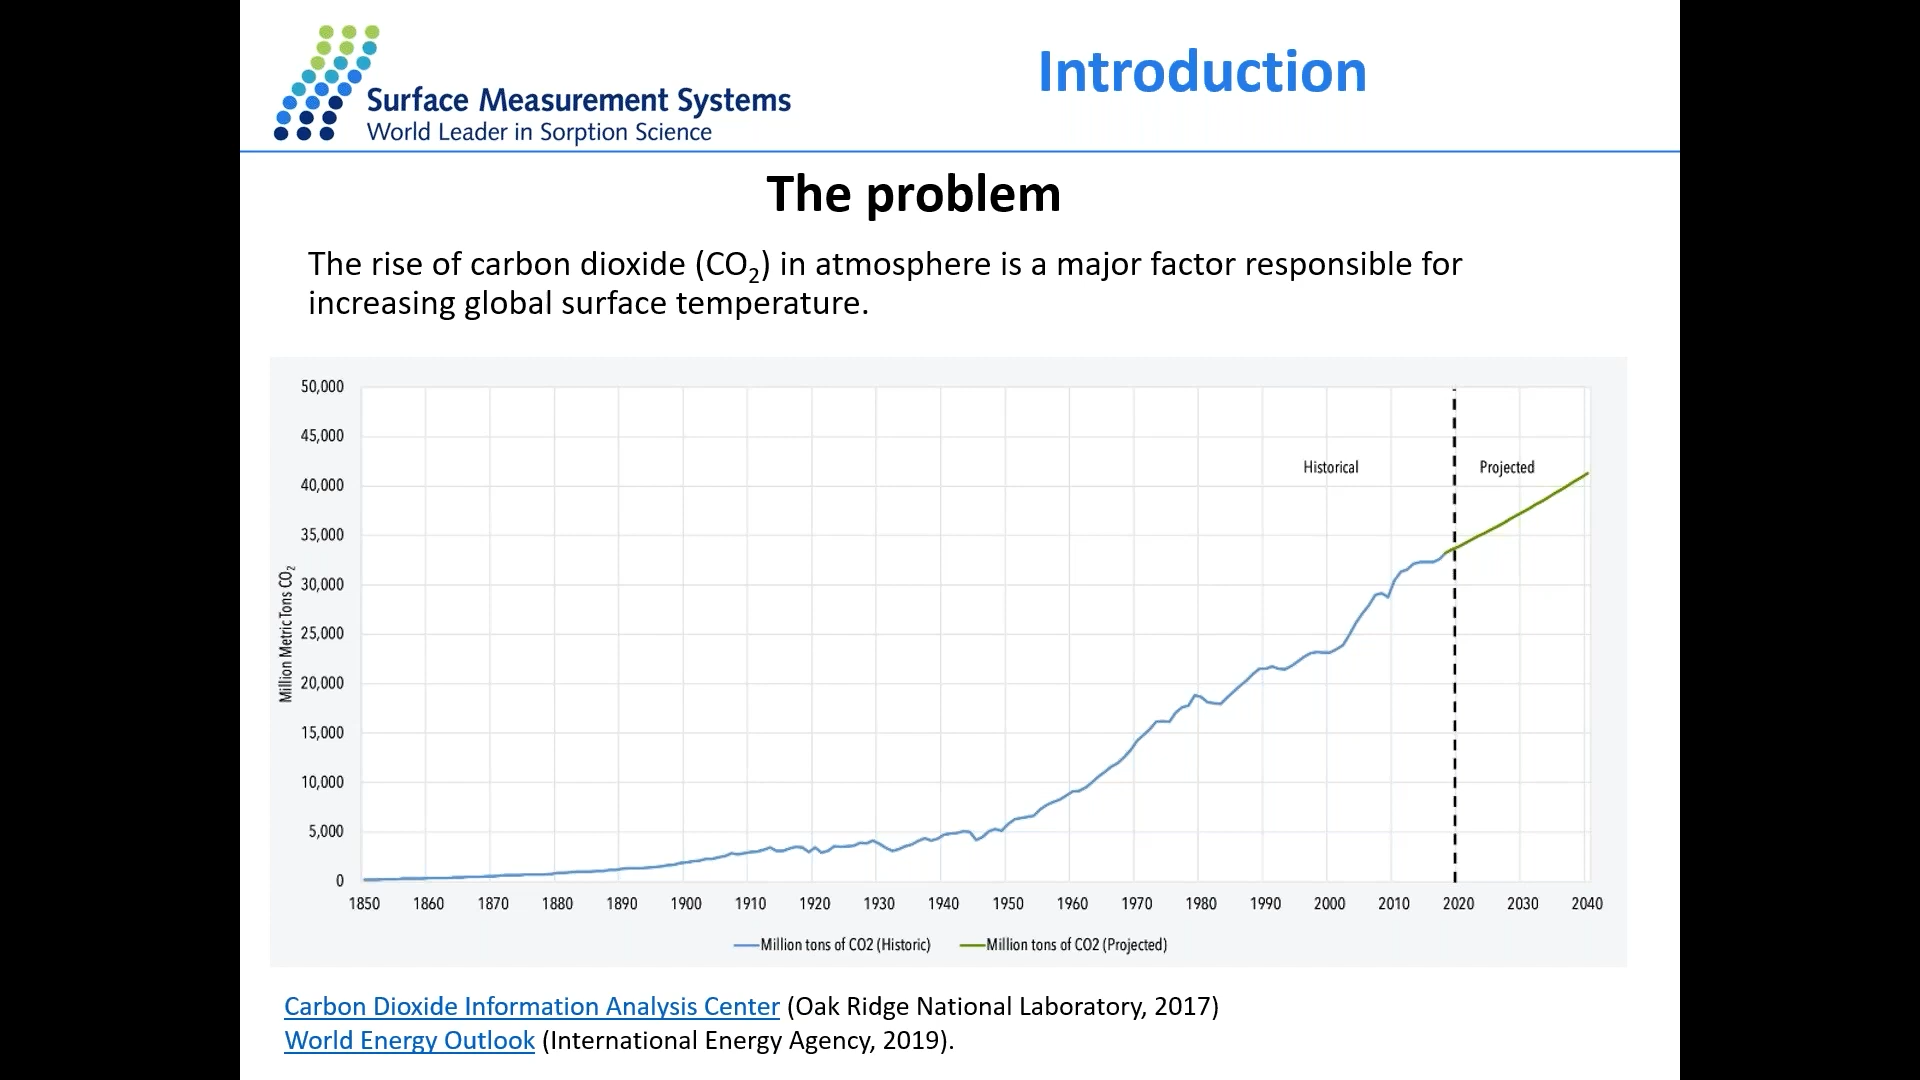 Surface Measurement Systems
World Leader in Sorption Science
Introduction
The problem
The rise of carbon dioxide (CO₂) in atmosphere is a major factor responsible for
increasing global surface temperature.
50,000
45,000
40,000
35,000
30,000
25,000
20,000
15,000
10,000
5,000
0
Million Metric Tons CO₂
Historical
Projected
1850 1860 1870 1880 1890 1900 1910 1920 1930 1940 1950 1960 1970 1980 1990 2000 2010 2020 2030 2040
Million tons of CO2 (Historic) Million tons of CO2 (Projected)
Carbon Dioxide Information Analysis Center (Oak Ridge National Laboratory, 2017)
World Energy Outlook (International Energy Agency, 2019).